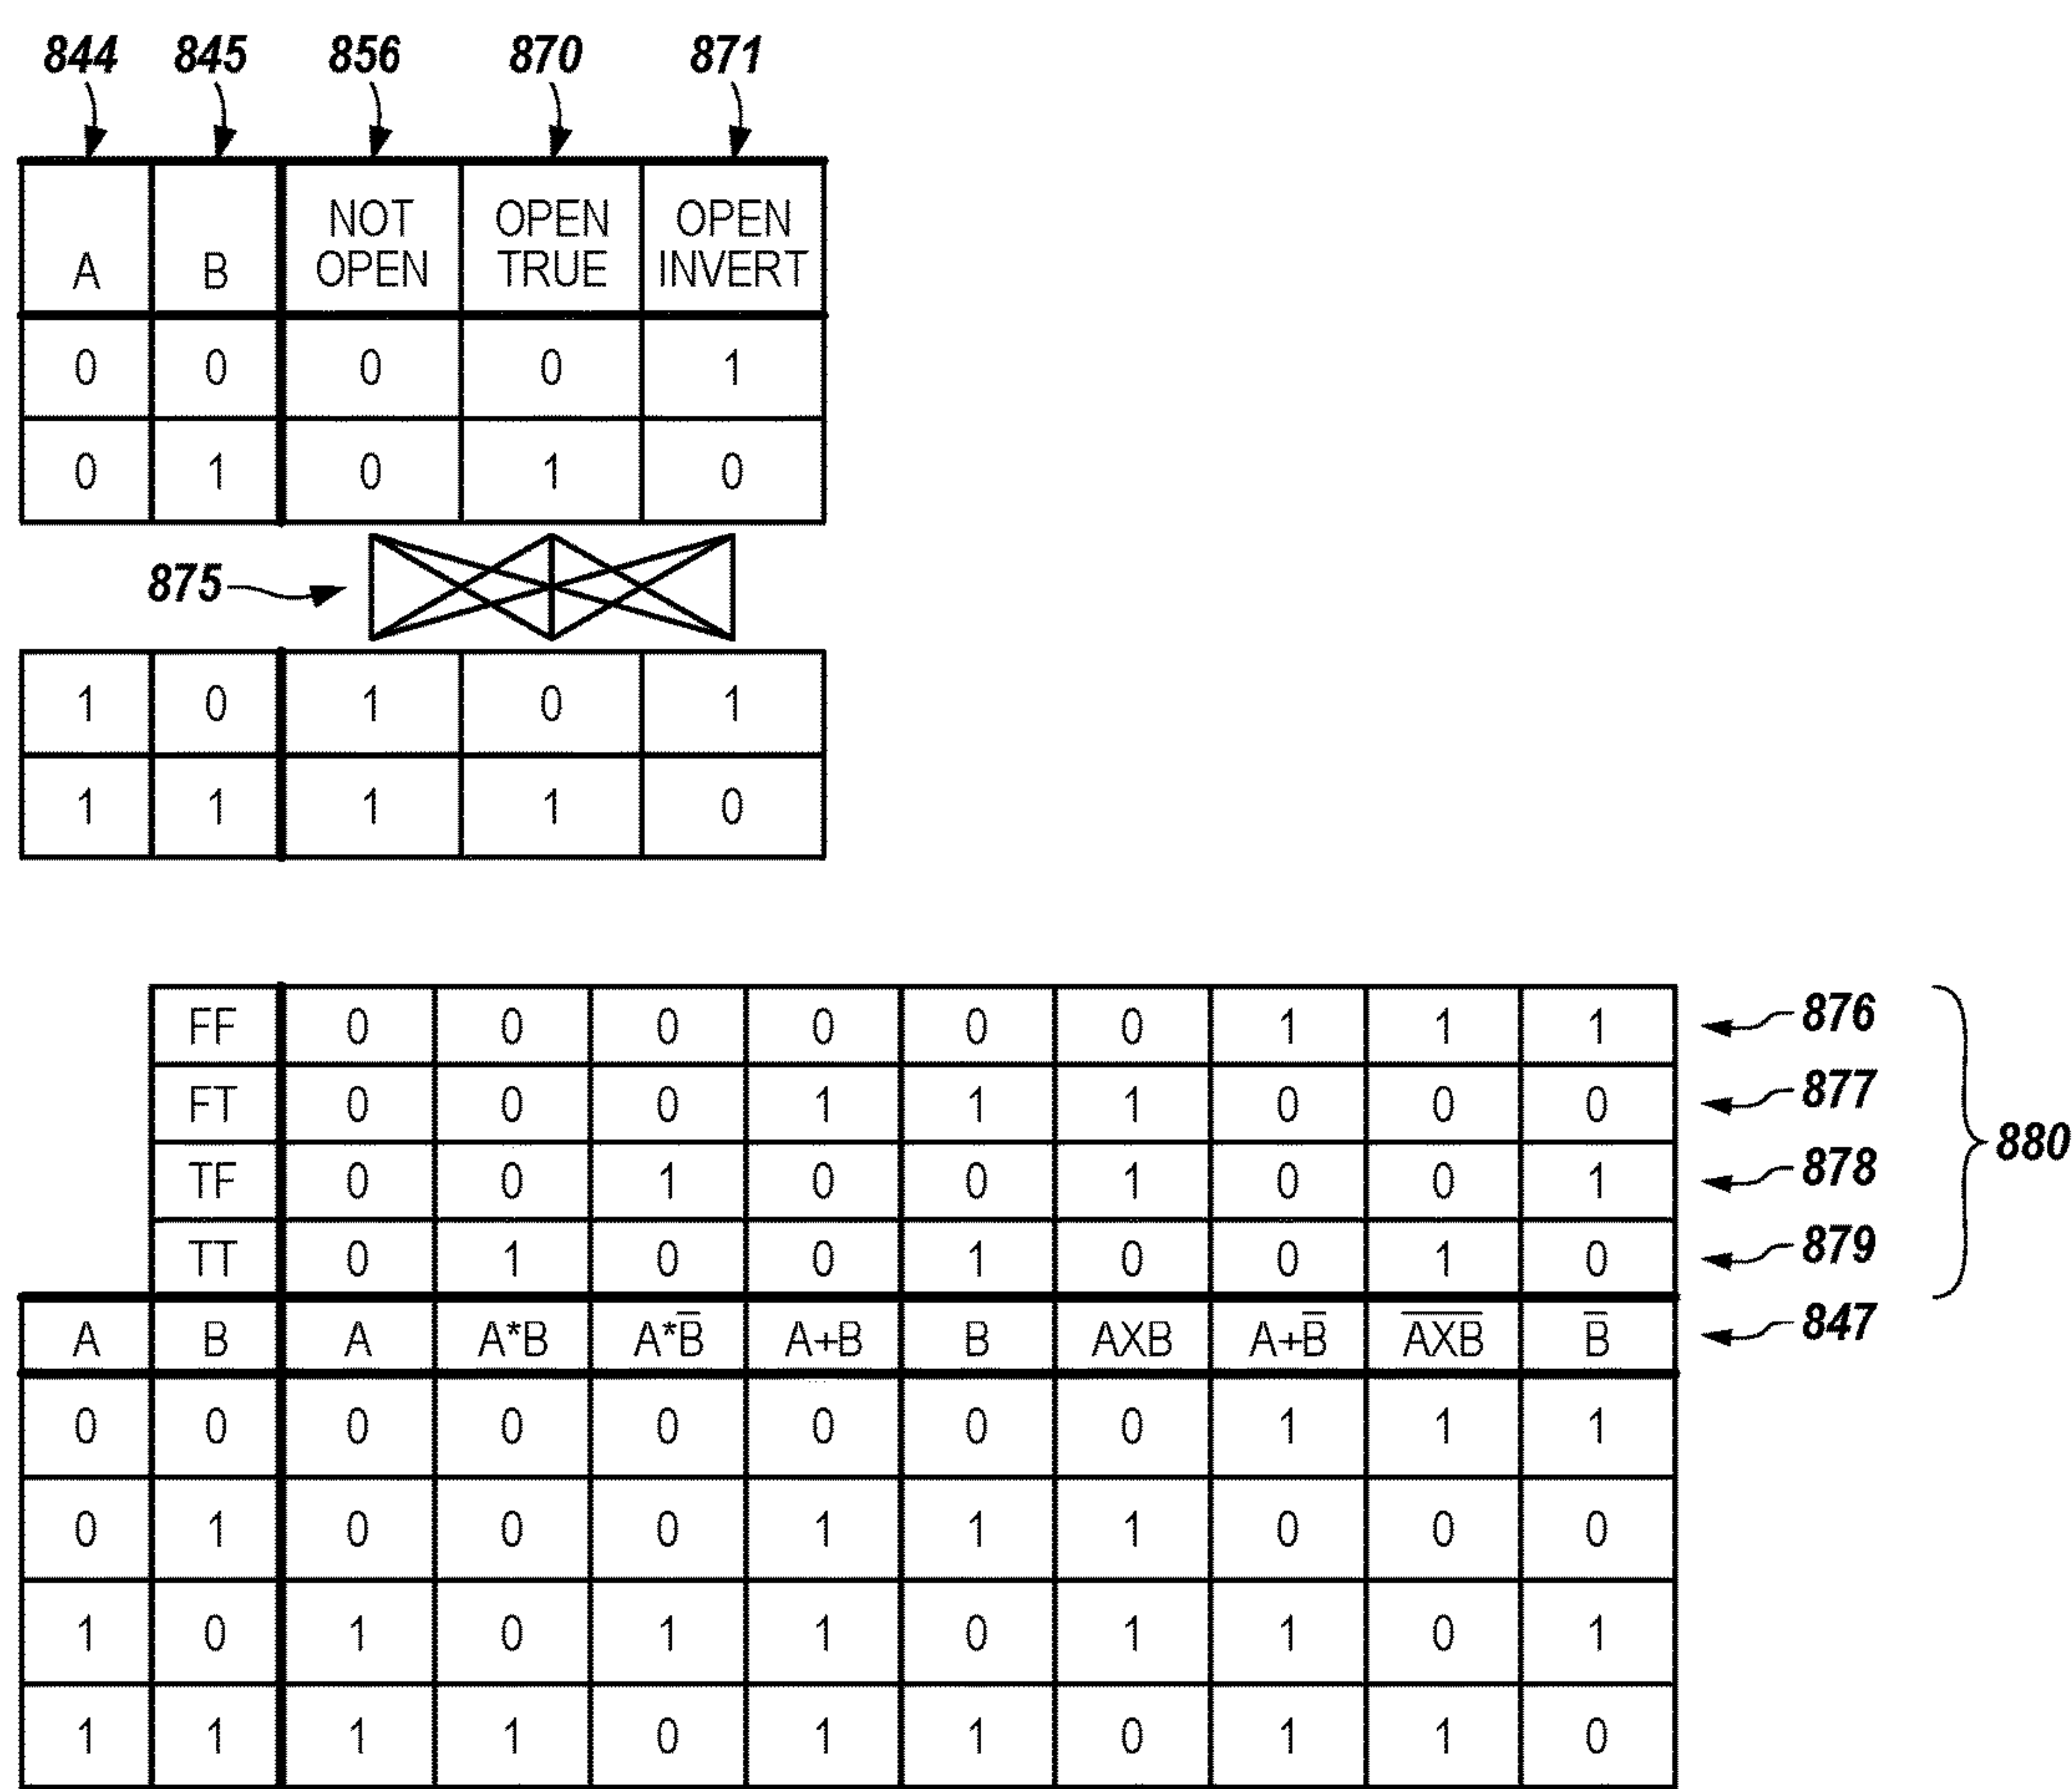 844 845 856 870 871
A B NOT OPEN OPEN TRUE OPEN INVERT
0 0 0 0 1
0 1 0 1 0
875
1 0 1 0 1
1 1 1 1 0
FF 0 0 0 0 0 0 1 1 1 876
FT 0 0 0 1 1 1 0 0 0 877
TF 0 0 1 0 0 1 0 0 1 878
880
TT 0 1 0 0 1 0 0 1 0 879
A B A A*B A*B̅ A+B B AXB A+B̅ A̅X̅B̅ B̅ 847
0 0 0 0 0 0 0 0 1 1 1
0 1 0 0 0 1 1 1 0 0 0
1 0 1 0 1 1 0 1 1 0 1
1 1 1 1 0 1 1 0 1 1 0